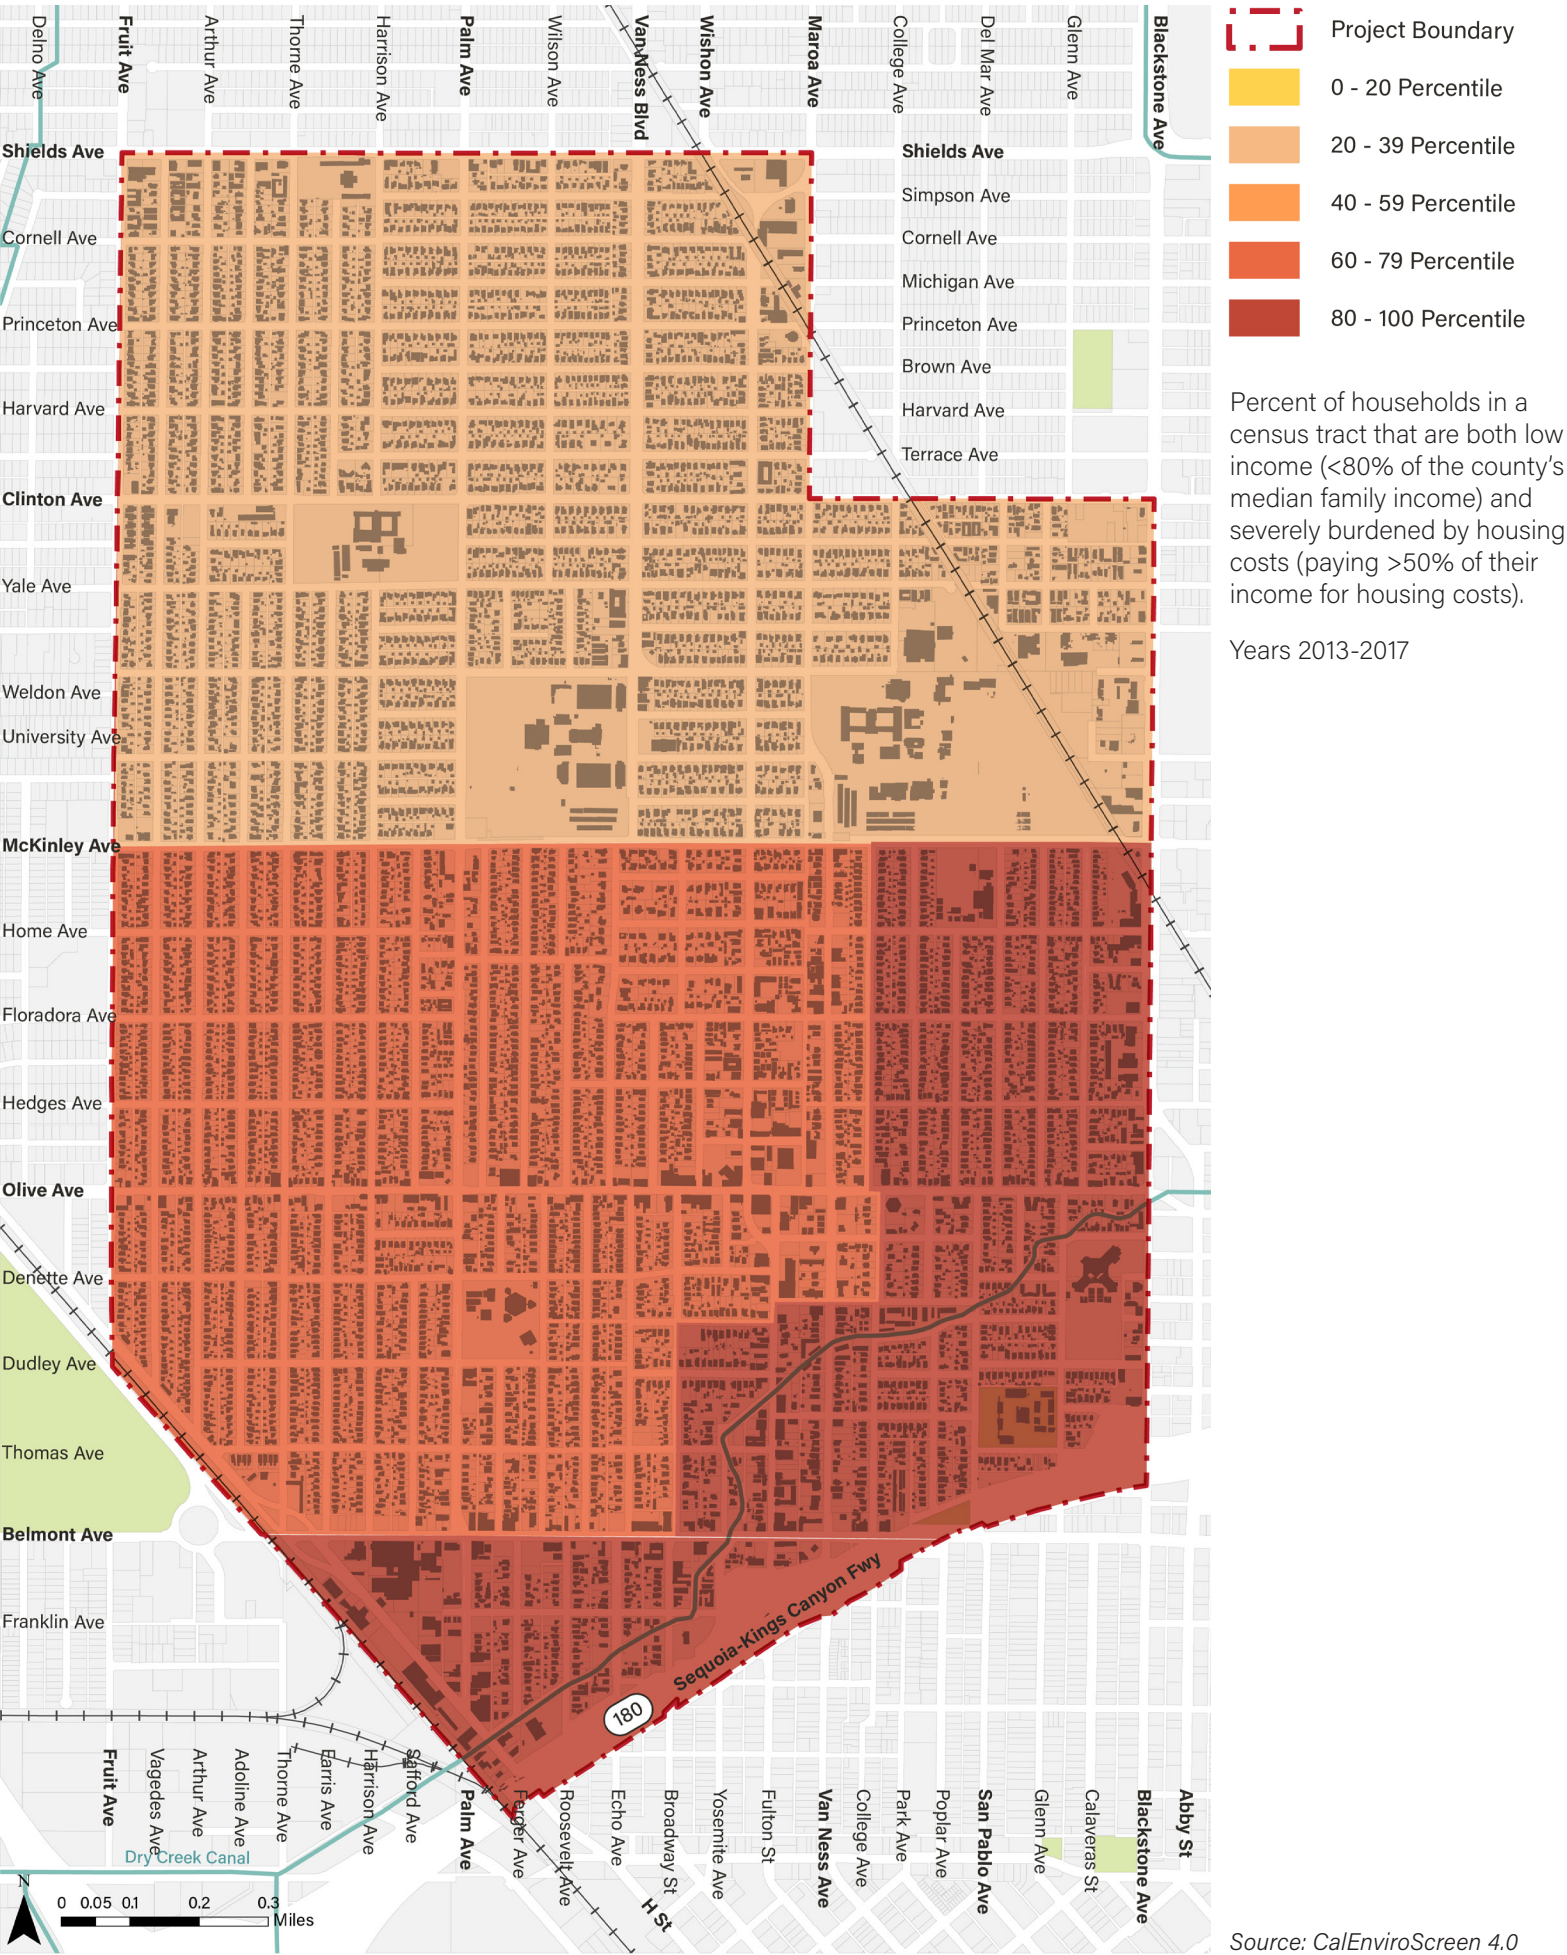 Delno Ave
Fruit Ave
Arthur Ave
Thorne Ave
Harrison Ave
Palm Ave
Wilson Ave
Van Ness Blvd
Wishon Ave
Maroa Ave
College Ave
Del Mar Ave
Glenn Ave
Blackstone Ave
Shields Ave
Cornell Ave
Princeton Ave
Harvard Ave
Clinton Ave
Yale Ave
Weldon Ave
University Ave
McKinley Ave
Home Ave
Floradora Ave
Hedges Ave
Olive Ave
Denette Ave
Dudley Ave
Thomas Ave
Belmont Ave
Franklin Ave
Shields Ave
Simpson Ave
Cornell Ave
Michigan Ave
Princeton Ave
Brown Ave
Harvard Ave
Terrace Ave
Sequoia-Kings Canyon Fwy
180
Fruit Ave
Vagedes Ave
Arthur Ave
Adoline Ave
Thorne Ave
Farris Ave
Harrison Ave
Safford Ave
Palm Ave
Ferger Ave
Roosevelt Ave
Echo Ave
Broadway St
Yosemite Ave
Fulton St
Van Ness Ave
College Ave
Park Ave
Poplar Ave
San Pablo Ave
Glenn Ave
Calaveras St
Blackstone Ave
Abby St
H St
Dry Creek Canal
N
0 0.05 0.1 0.2 0.3
Miles
Project Boundary
0 - 20 Percentile
20 - 39 Percentile
40 - 59 Percentile
60 - 79 Percentile
80 - 100 Percentile
Percent of households in a
census tract that are both low
income (<80% of the county's
median family income) and
severely burdened by housing
costs (paying >50% of their
income for housing costs).
Years 2013-2017
Source: CalEnviroScreen 4.0